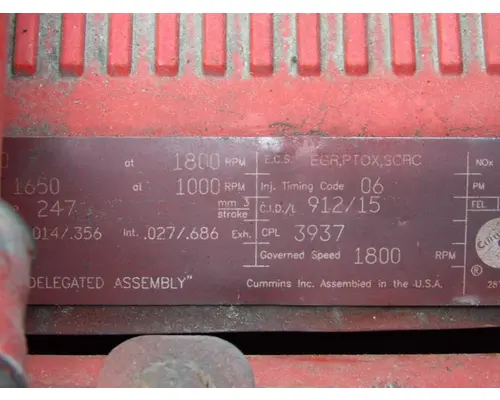 0 at 1800 RPM E.C.S. EGR,PTOX,SCRC NOx
1650 at 1000 RPM Inj. Timing Code 06 PM
247 mm 3 stroke C.I.D./L 912/15 FEL
.014/.356 Int. .027/.686 Exh. CPL 3937
Governed Speed 1800 RPM
DELEGATED ASSEMBLY" Cummins Inc. Assembled in the U.S.A. ® 28